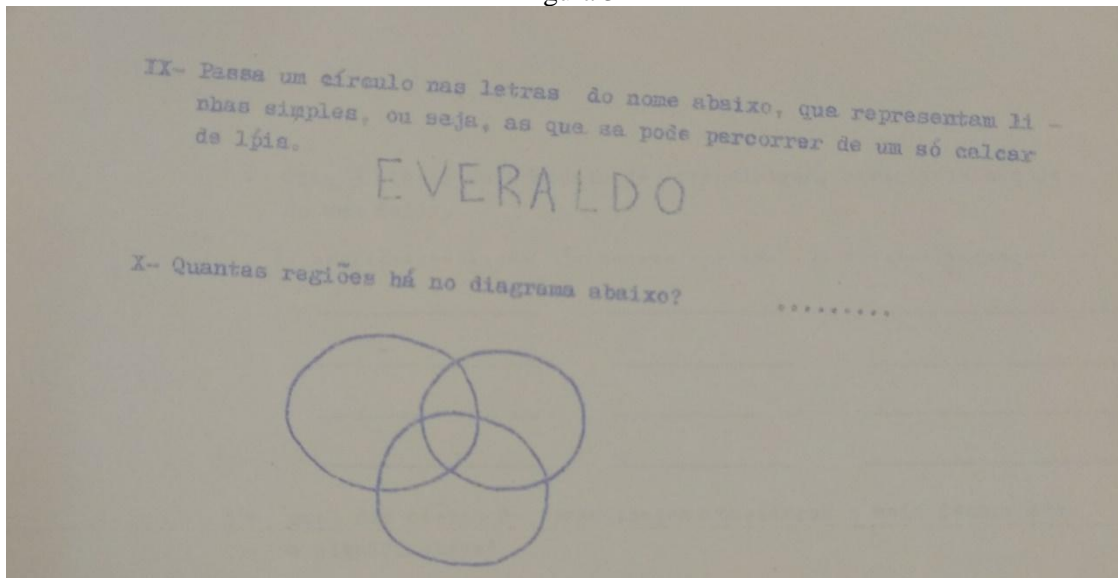 IX- Passa um círculo nas letras do nome abaixo, que representam li -
nhas simples, ou seja, as que se pode percorrer de um só calcar
de lṕis.
EVERALDO
X- Quantas regiões há no diagrama abaixo? .........